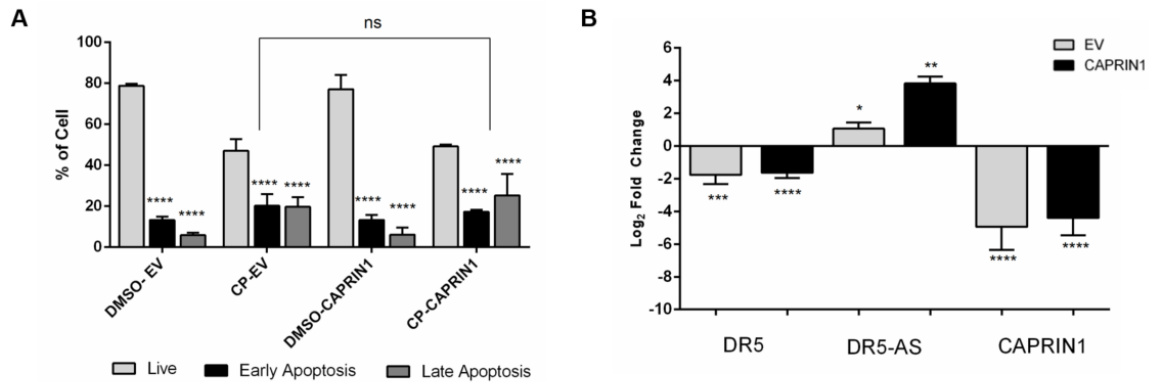 A
ns
% of Cell
100
80
60
40
20
0
**** ****
**** ****
**** ****
**** ****
DMSO- EV
CP-EV
DMSO-CAPRIN1
CP-CAPRIN1
Live Early Apoptosis Late Apoptosis
B
EV
CAPRIN1
Log2 Fold Change
6
4
2
0
-2
-4
-6
-8
-10
***
****
*
**
****
****
DR5 DR5-AS CAPRIN1